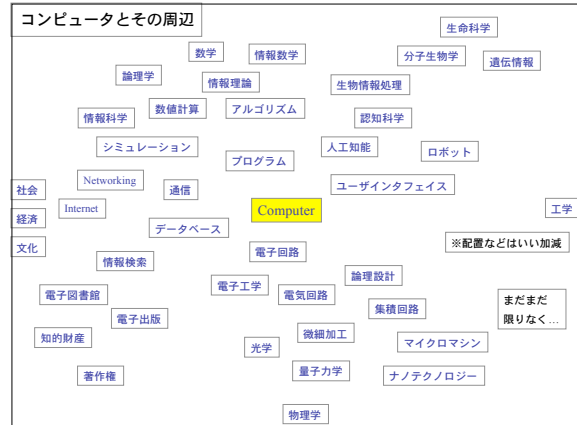 コンピュータとその周辺
生命科学
数学
情報数学
分子生物学
遺伝情報
論理学
情報理論
生物情報処理
数値計算
アルゴリズム
情報科学
認知科学
シミュレーション
人工知能
ロボット
プログラム
Networking
通信
ユーザインタフェイス
社会
Internet
Computer
工学
経済
データベース
文化
※配置などはいい加減
電子回路
情報検索
論理設計
電子工学
電気回路
電子図書館
集積回路
まだまだ
限りなく…
電子出版
知的財産
微細加工
マイクロマシン
光学
著作権
量子力学
ナノテクノロジー
物理学